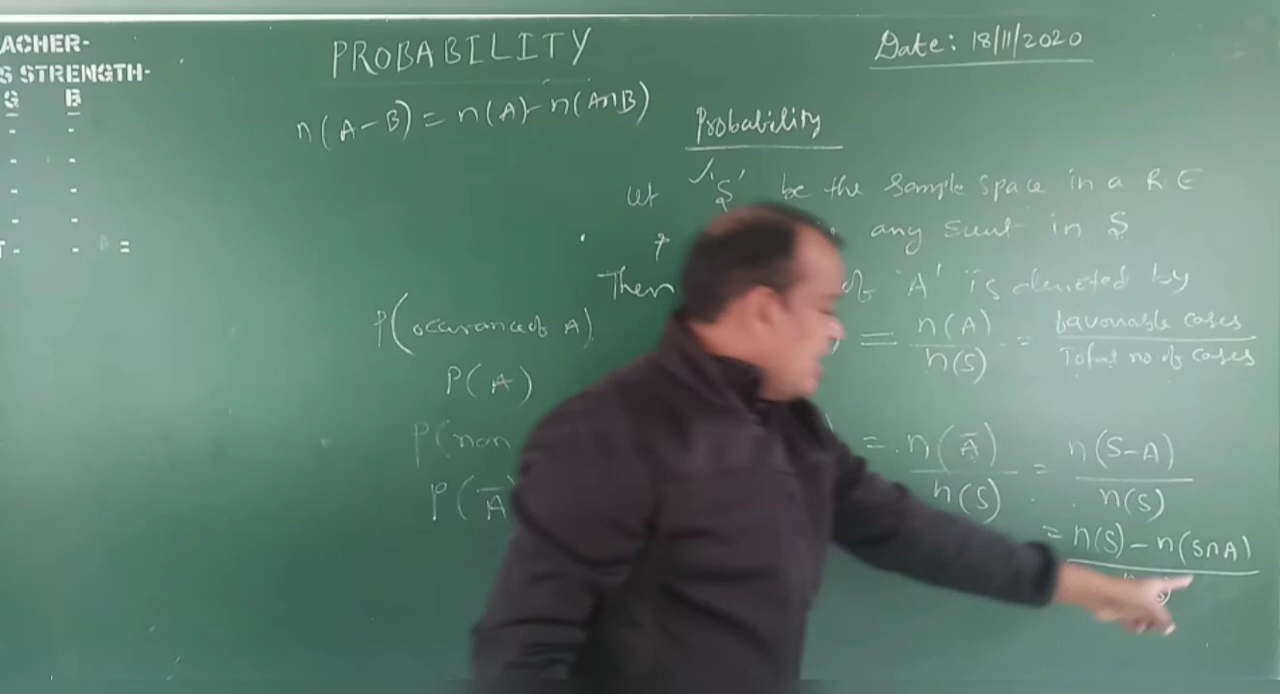 ACHER-
S STRENGTH-
G B
PROBABILITY
Date: 18/11/2020
n(A-B) = n(A) - n(A∩B)
Probability
Let 'S' be the Sample space in a R.E
any event in S
Then of 'A' is denoted by
P(occurance of A) = n(A)/n(S) = favourable cases/Total no. of cases
P(A)
P(non = n(Ā)/n(S) = n(S-A)/n(S)
P(Ā)
= n(S) - n(S∩A)